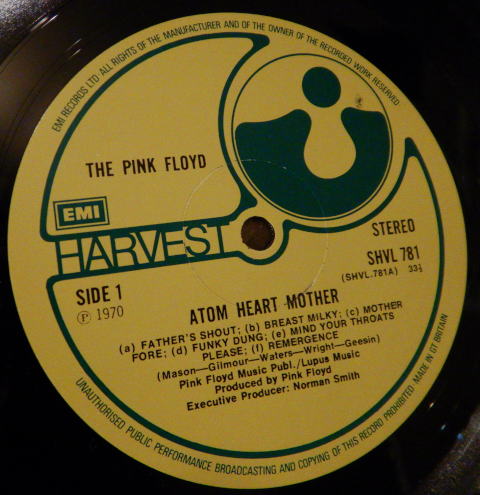 EMI RECORDS LTD ALL RIGHTS OF THE MANUFACTURER AND OF THE OWNER OF THE RECORDED WORK RESERVED
THE PINK FLOYD
EMI
HARVEST
STEREO
SHVL 781
(SHVL.781A) 33⅓
SIDE 1
℗ 1970
ATOM HEART MOTHER
(a) FATHER'S SHOUT; (b) BREAST MILKY; (c) MOTHER
FORE; (d) FUNKY DUNG; (e) MIND YOUR THROATS
PLEASE; (f) REMERGENCE
(Mason—Gilmour—Waters—Wright—Geesin)
Pink Floyd Music Publ./Lupus Music
Produced by Pink Floyd
Executive Producer: Norman Smith
UNAUTHORISED PUBLIC PERFORMANCE BROADCASTING AND COPYING OF THIS RECORD PROHIBITED MADE IN GT BRITAIN